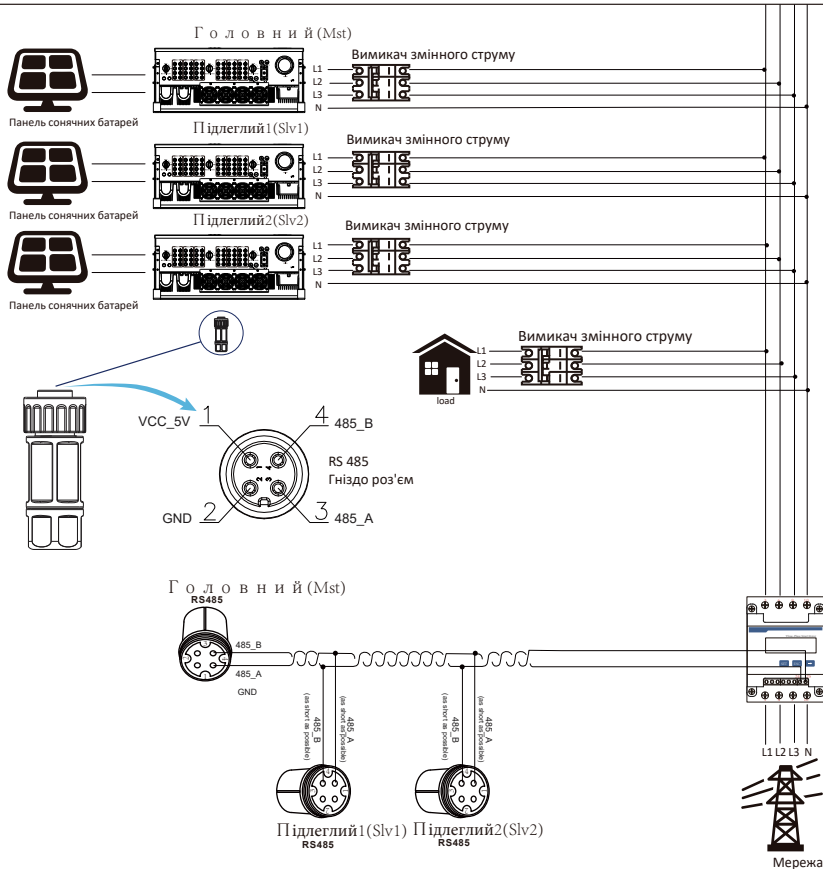 Головний(Mst)
Вимикач змінного струму
L1
L2
L3
N
Панель сонячних батарей
Підлеглий1(Slv1)
Вимикач змінного струму
L1
L2
L3
N
Панель сонячних батарей
Підлеглий2(Slv2)
Вимикач змінного струму
L1
L2
L3
N
Панель сонячних батарей
Вимикач змінного струму
L1
L2
L3
N
load
VCC_5V 1
4 485_B
RS 485
Гніздо роз'єм
GND 2
3 485_A
1 4
2 3
Головний(Mst)
RS485
485_B
485_A
GND
485_A
(as short as possible)
485_B
(as short as possible)
485_A
(as short as possible)
485_B
(as short as possible)
Підлеглий1(Slv1)
RS485
Підлеглий2(Slv2)
RS485
L1 L2 L3 N
Мережа